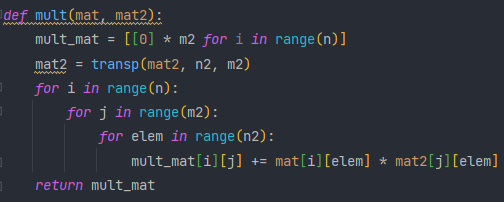 def mult(mat, mat2):
    mult_mat = [[0] * m2 for i in range(n)]
    mat2 = transp(mat2, n2, m2)
    for i in range(n):
        for j in range(m2):
            for elem in range(n2):
                mult_mat[i][j] += mat[i][elem] * mat2[j][elem]
    return mult_mat